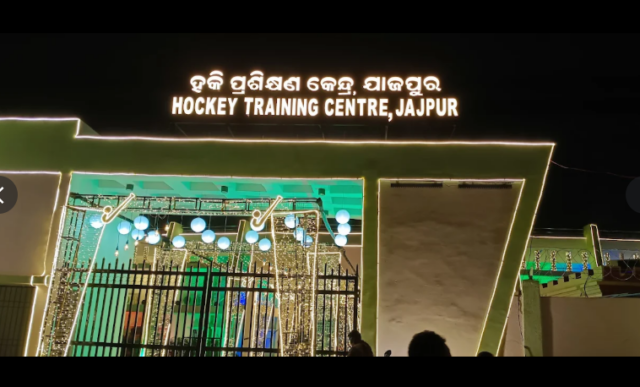 ହକି ପ୍ରଶିକ୍ଷଣ କେନ୍ଦ୍ର, ଯାଜପୁର
HOCKEY TRAINING CENTRE, JAJPUR